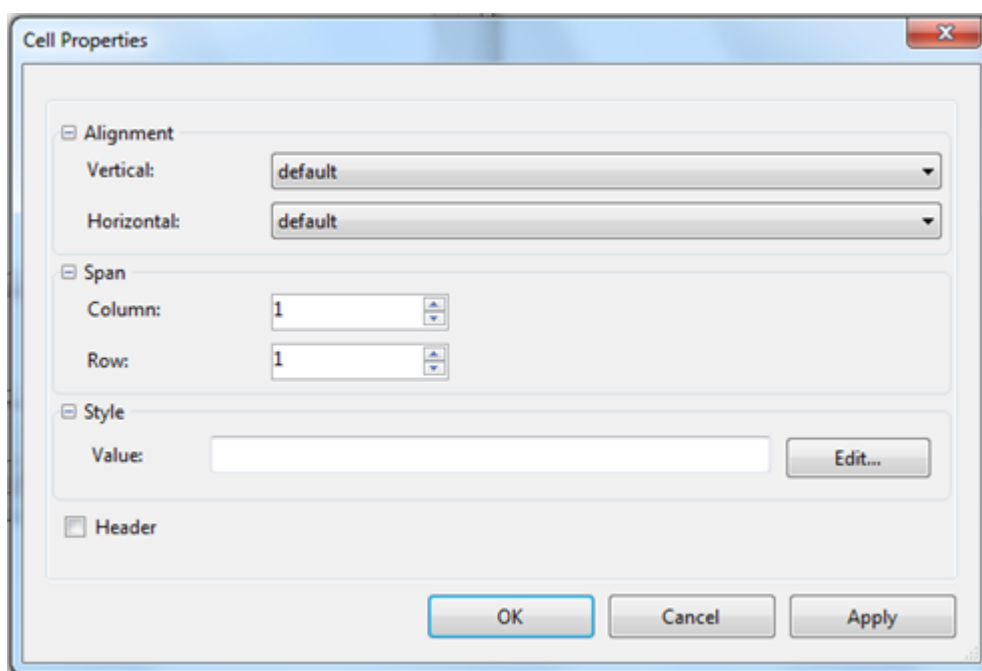 Cell Properties
Alignment
Vertical: default
Horizontal: default
Span
Column: 1
Row: 1
Style
Value: Edit...
Header
OK Cancel Apply